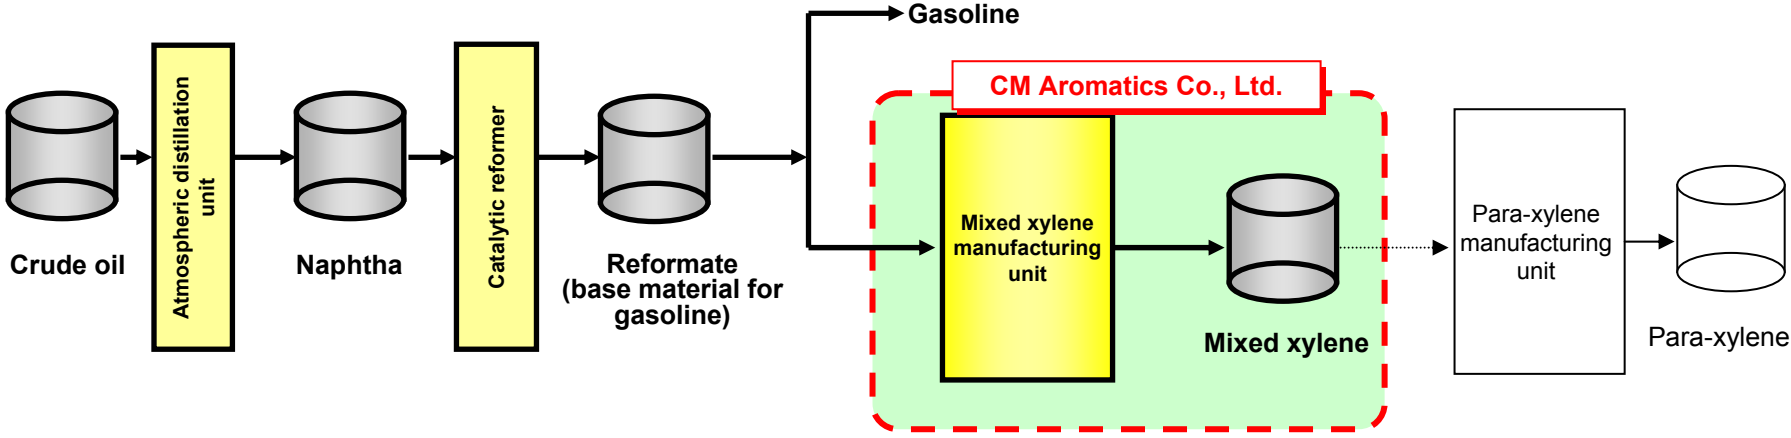 Gasoline
CM Aromatics Co., Ltd.
Crude oil
Atmospheric distillation
unit
Naphtha
Catalytic reformer
Reformate
(base material for
gasoline)
Mixed xylene
manufacturing
unit
Mixed xylene
Para-xylene
manufacturing
unit
Para-xylene